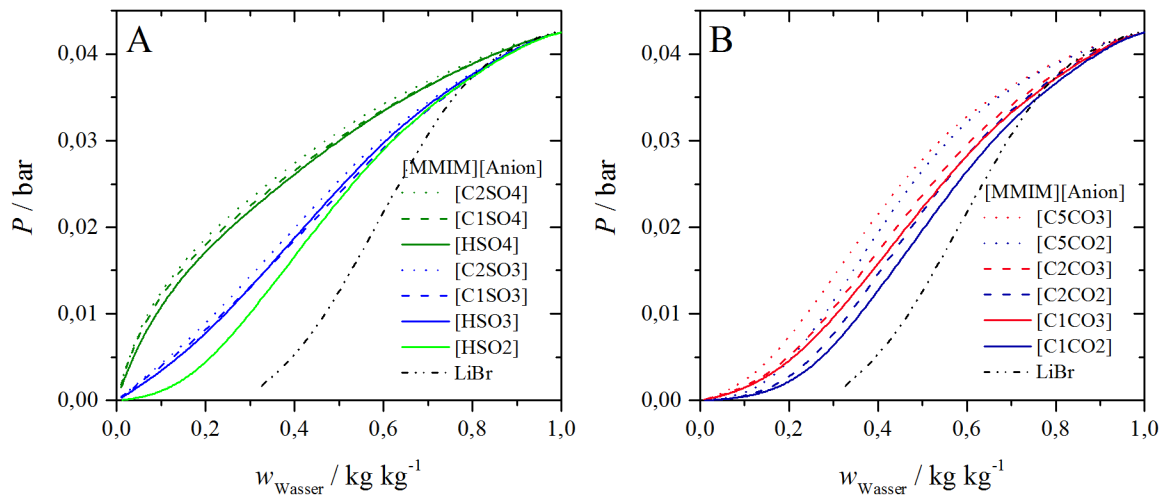 A
P / bar
0,04
0,03
0,02
0,01
0,00
[MMIM][Anion]
[C2SO4]
[C1SO4]
[HSO4]
[C2SO3]
[C1SO3]
[HSO3]
[HSO2]
LiBr
0,0 0,2 0,4 0,6 0,8 1,0
wWasser / kg kg-1
B
P / bar
0,04
0,03
0,02
0,01
0,00
[MMIM][Anion]
[C5CO3]
[C5CO2]
[C2CO3]
[C2CO2]
[C1CO3]
[C1CO2]
LiBr
0,0 0,2 0,4 0,6 0,8 1,0
wWasser / kg kg-1